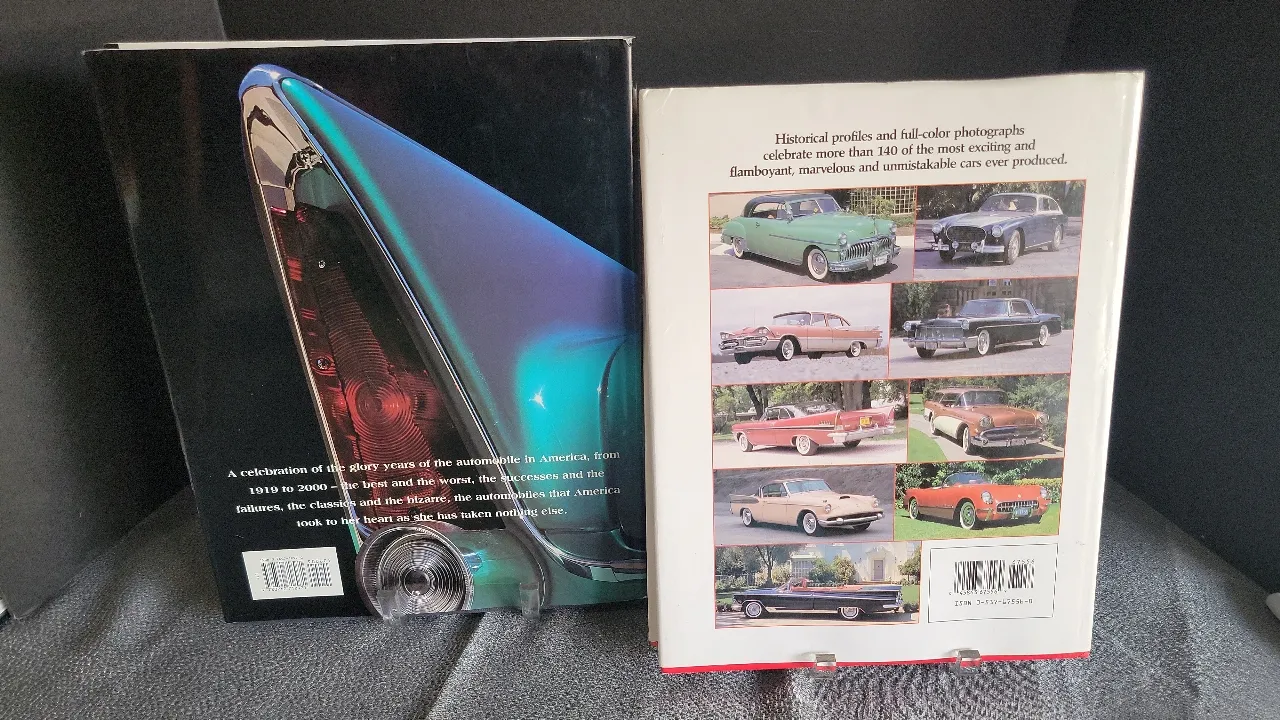 A celebration of the glory years of the automobile in America, from
1919 to 2000 – the best and the worst, the successes and the
failures, the classics and the bizarre, the automobiles that America
took to her heart as she has taken nothing else.
Historical profiles and full-color photographs
celebrate more than 140 of the most exciting and
flamboyant, marvelous and unmistakable cars ever produced.
ISBN